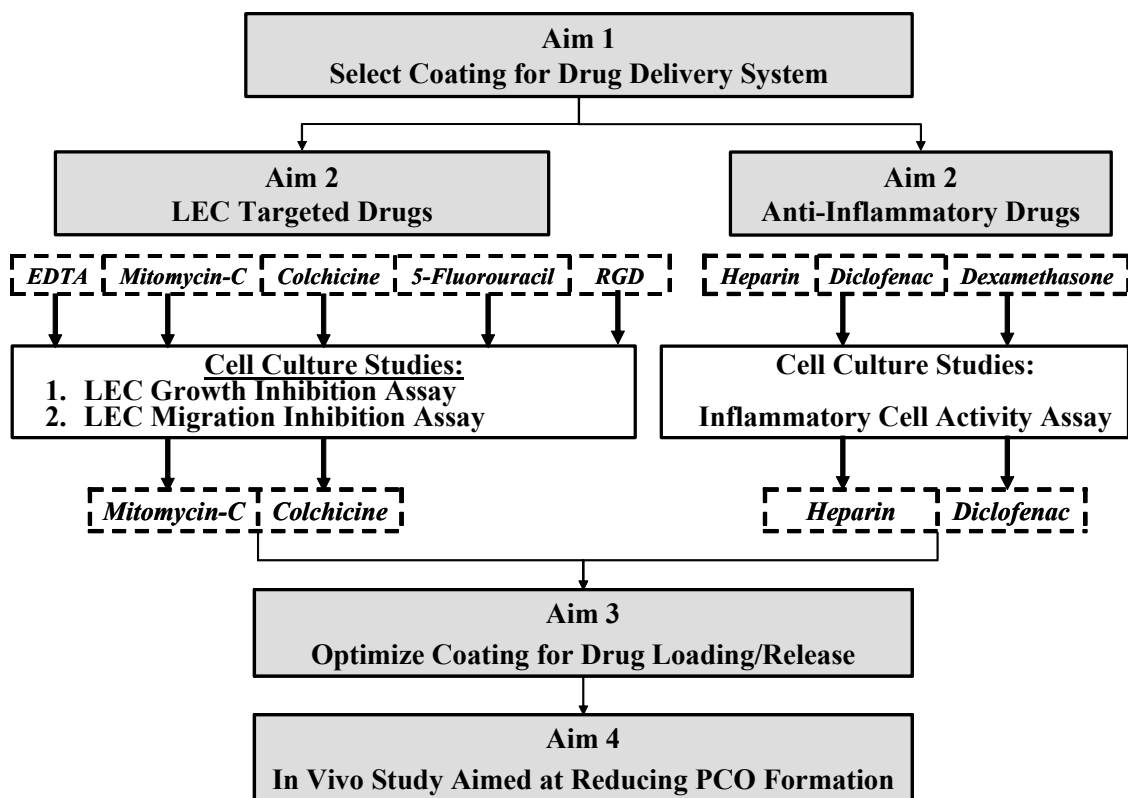 Aim 1
Select Coating for Drug Delivery System
Aim 2
LEC Targeted Drugs
Aim 2
Anti-Inflammatory Drugs
EDTA Mitomycin-C Colchicine 5-Fluorouracil RGD
Heparin Diclofenac Dexamethasone
Cell Culture Studies:
1. LEC Growth Inhibition Assay
2. LEC Migration Inhibition Assay
Cell Culture Studies:
Inflammatory Cell Activity Assay
Mitomycin-C Colchicine
Heparin Diclofenac
Aim 3
Optimize Coating for Drug Loading/Release
Aim 4
In Vivo Study Aimed at Reducing PCO Formation